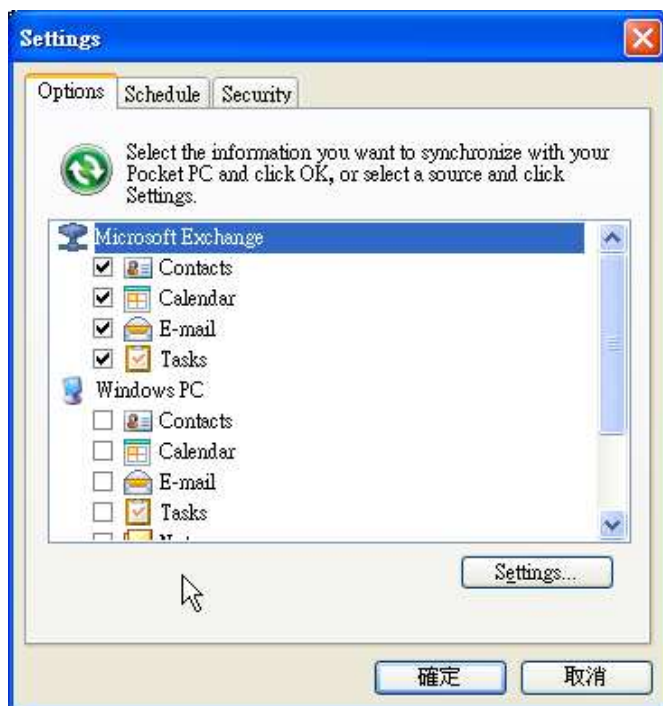 Settings
Options Schedule Security
Select the information you want to synchronize with your
Pocket PC and click OK, or select a source and click
Settings.
Microsoft Exchange
Contacts
Calendar
E-mail
Tasks
Windows PC
Contacts
Calendar
E-mail
Tasks
Settings...
確定 取消